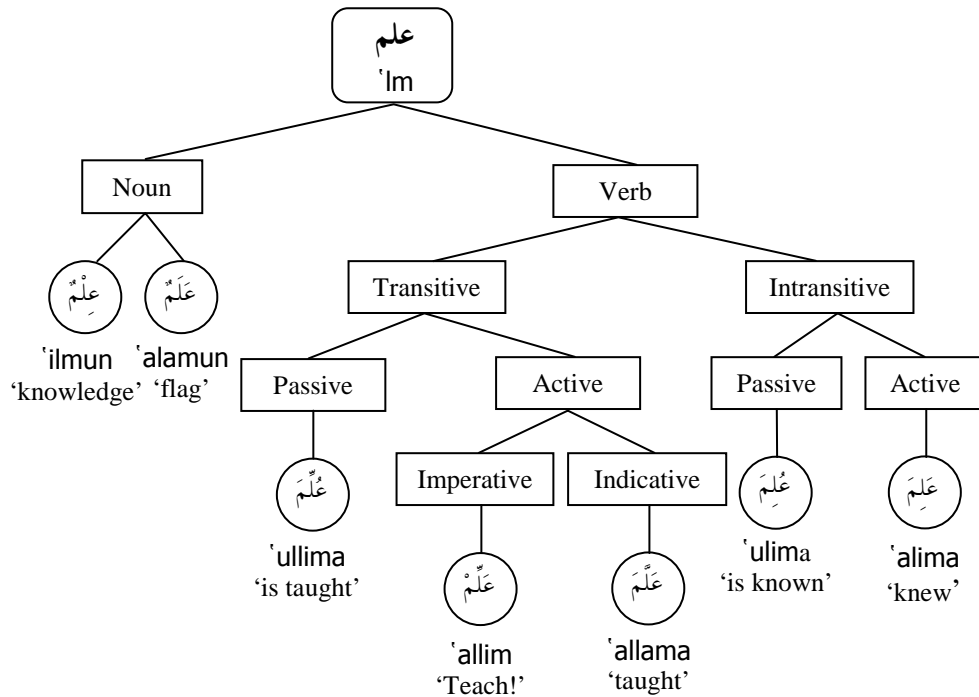 علم
ʿlm
Noun
Verb
عِلْمٌ
عَلَمٌ
Transitive
Intransitive
ʿilmun
ʿalamun
‘knowledge’
‘flag’
Passive
Active
Passive
Active
عُلِّمَ
Imperative
Indicative
عُلِمَ
عَلِمَ
ʿullima
‘is taught’
ʿulima
‘is known’
ʿalima
‘knew’
عَلِّمْ
عَلَّمَ
ʿallim
‘Teach!’
ʿallama
‘taught’